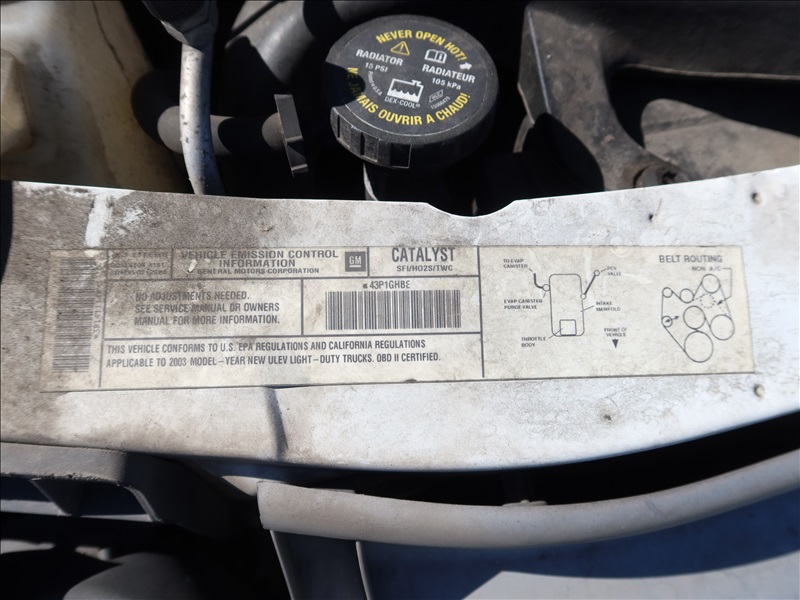 NEVER OPEN HOT!
RADIATOR
15 PSI
RADIATEUR
105 kPa
DEX-COOL
JAMAIS OUVRIR A CHAUD!
VEHICLE EMISSION CONTROL
INFORMATION
GENERAL MOTORS CORPORATION
GM
CATALYST
SFI/HO2S/TWC
NO ADJUSTMENTS NEEDED.
SEE SERVICE MANUAL OR OWNERS
MANUAL FOR MORE INFORMATION.
43P1GHBE
THIS VEHICLE CONFORMS TO U.S. EPA REGULATIONS AND CALIFORNIA REGULATIONS
APPLICABLE TO 2003 MODEL-YEAR NEW ULEV LIGHT-DUTY TRUCKS. OBD II CERTIFIED.
TO EVAP
CANISTER
PCV
VALVE
EVAP CANISTER
PURGE VALVE
INTAKE
MANIFOLD
THROTTLE
BODY
FRONT OF
VEHICLE
BELT ROUTING
NON A/C